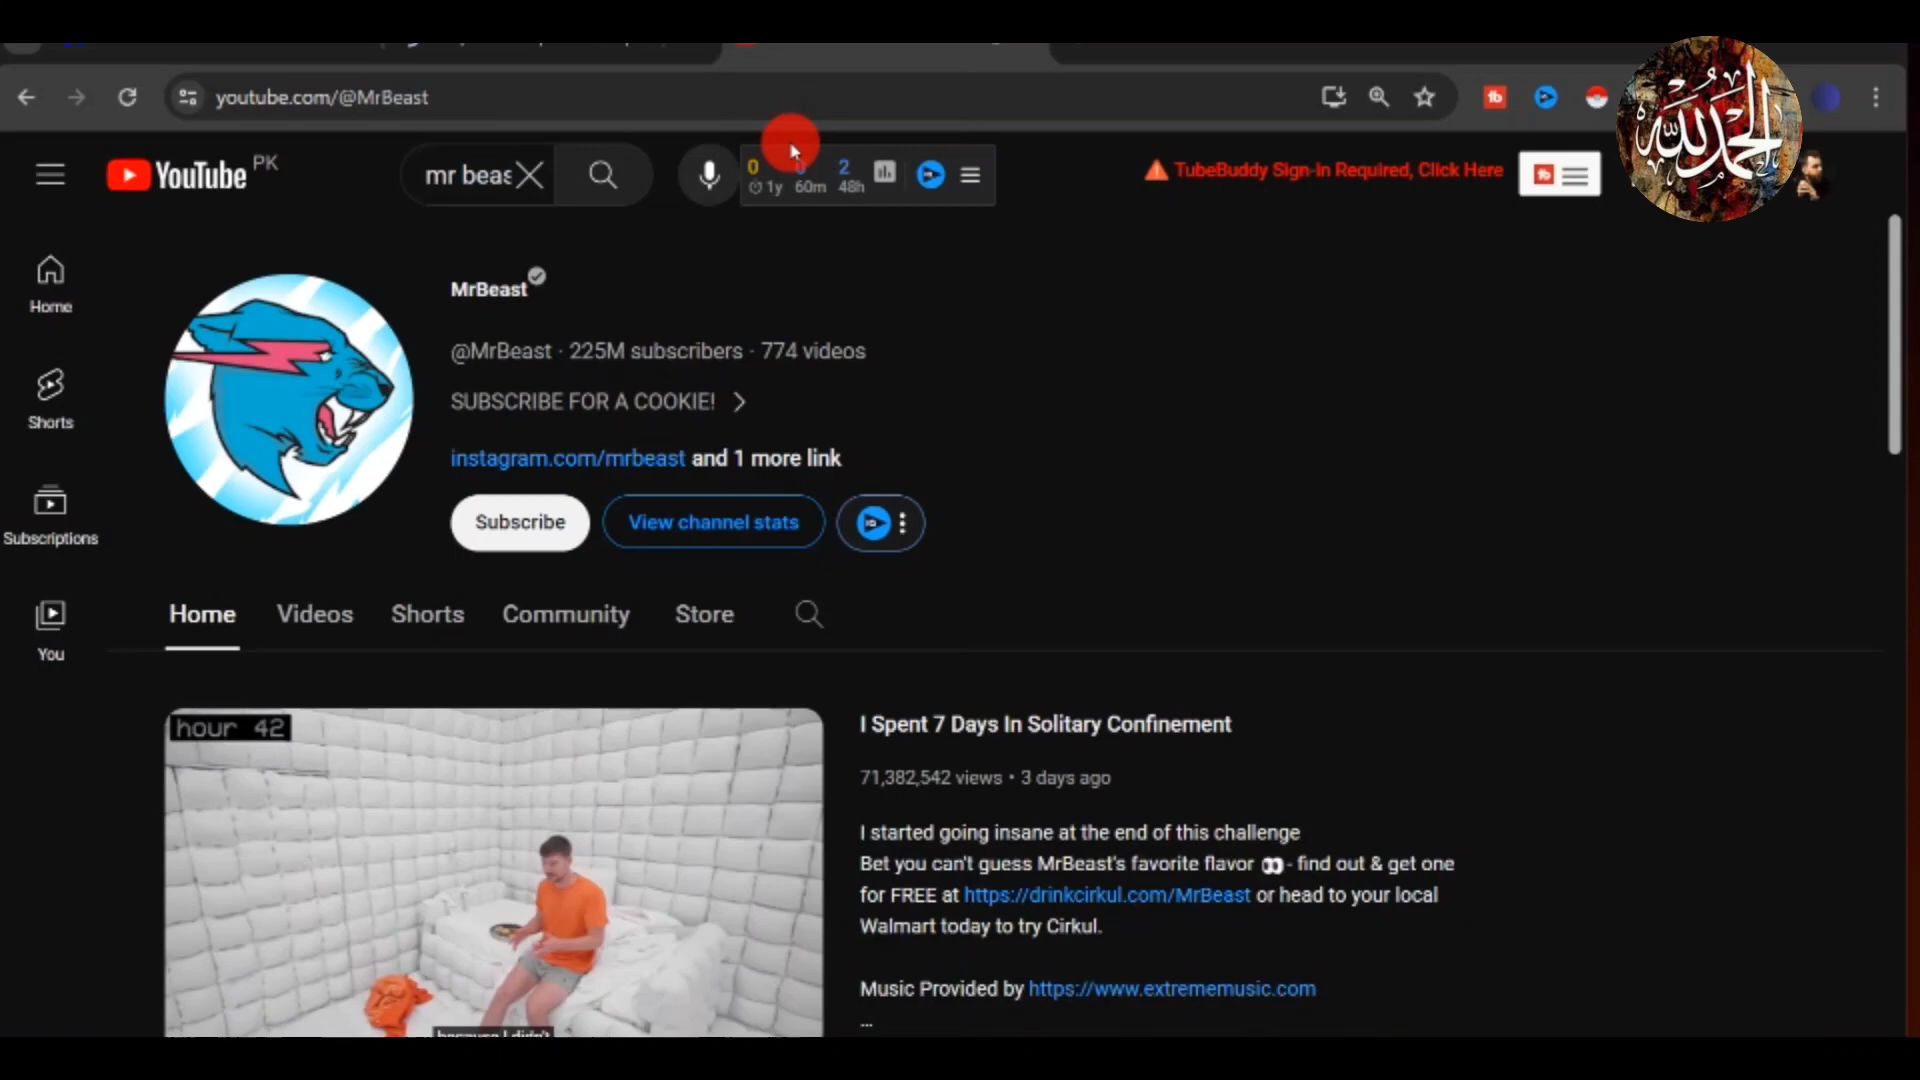 youtube.com/@MrBeast
الحمد لله
YouTube PK
mr beas
0 0 2
1y 60m 48h
TubeBuddy Sign-In Required, Click Here
Home
Shorts
Subscriptions
You
MrBeast
@MrBeast · 225M subscribers · 774 videos
SUBSCRIBE FOR A COOKIE!
instagram.com/mrbeast and 1 more link
Subscribe
View channel stats
Home Videos Shorts Community Store
hour 42
I Spent 7 Days In Solitary Confinement
71,382,542 views • 3 days ago
I started going insane at the end of this challenge
Bet you can't guess MrBeast's favorite flavor 👀 - find out & get one
for FREE at https://drinkcirkul.com/MrBeast or head to your local
Walmart today to try Cirkul.
Music Provided by https://www.extrememusic.com
...
because I didn't